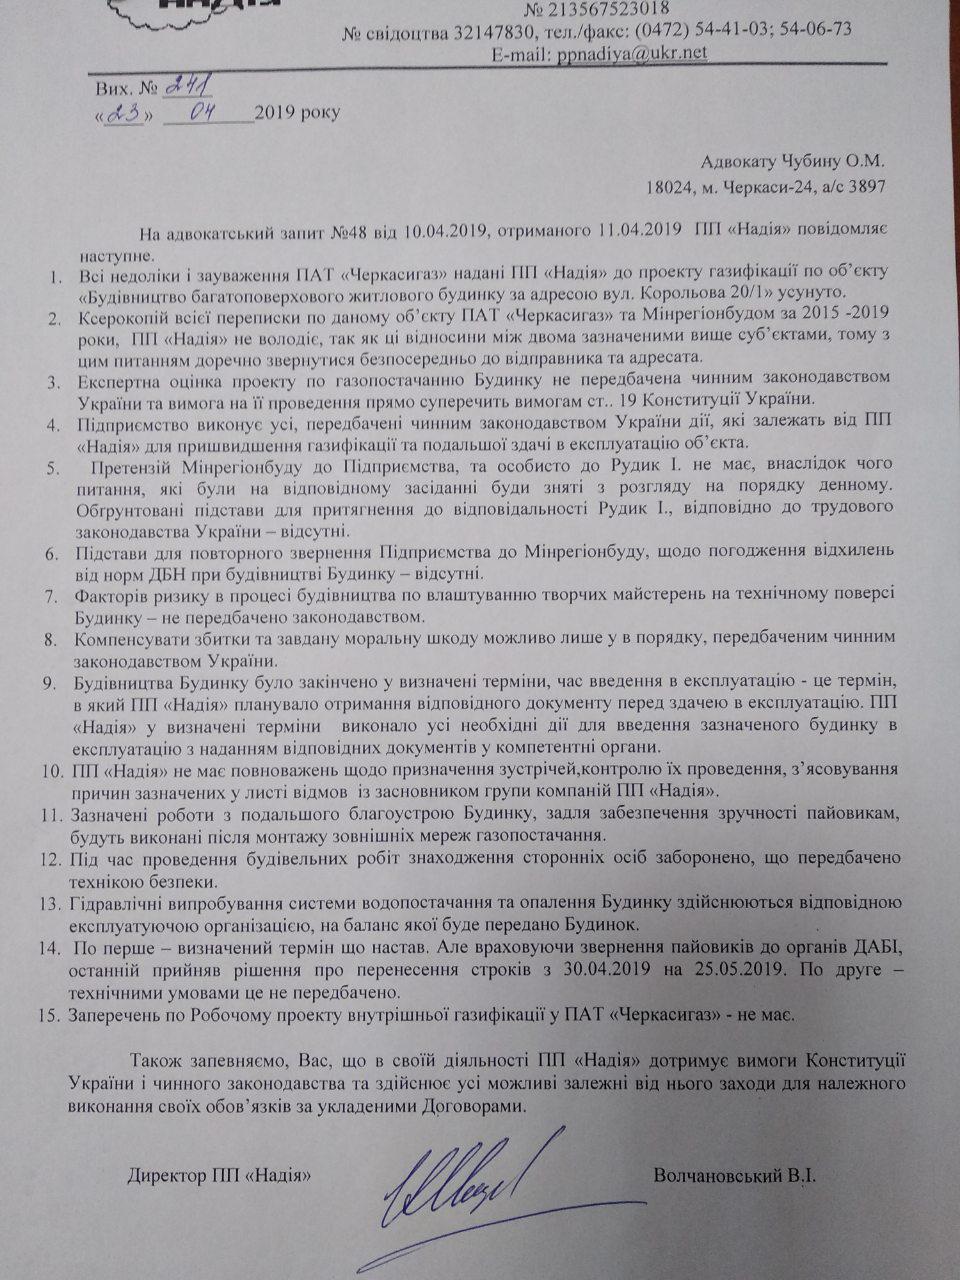 НАДІЯ
№ 213567523018
№ свідоцтва 32147830, тел./факс: (0472) 54-41-03; 54-06-73
E-mail: ppnadiya@ukr.net
Вих. № 241
«23» 04 2019 року
Адвокату Чубину О.М.
18024, м. Черкаси-24, а/с 3897
На адвокатський запит №48 від 10.04.2019, отриманого 11.04.2019 ПП «Надія» повідомляє
наступне.
1. Всі недоліки і зауваження ПАТ «Черкасигаз» надані ПП «Надія» до проекту газифікації по об’єкту
«Будівництво багатоповерхового житлового будинку за адресою вул. Корольова 20/1» усунуто.
2. Ксерокопій всієї переписки по даному об’єкту ПАТ «Черкасигаз» та Мінрегіонбудом за 2015 -2019
роки, ПП «Надія» не володіє, так як ці відносини між двома зазначеними вище суб’єктами, тому з
цим питанням доречно звернутися безпосередньо до відправника та адресата.
3. Експертна оцінка проекту по газопостачанню Будинку не передбачена чинним законодавством
України та вимога на її проведення прямо суперечить вимогам ст.. 19 Конституції України.
4. Підприємство виконує усі, передбачені чинним законодавством України дії, які залежать від ПП
«Надія» для пришвидшення газифікації та подальшої здачі в експлуатацію об’єкта.
5. Претензій Мінрегіонбуду до Підприємства, та особисто до Рудик І. не має, внаслідок чого
питання, які були на відповідному засіданні буди зняті з розгляду на порядку денному.
Обґрунтовані підстави для притягнення до відповідальності Рудик І., відповідно до трудового
законодавства України – відсутні.
6. Підстави для повторного звернення Підприємства до Мінрегіонбуду, щодо погодження відхилень
від норм ДБН при будівництві Будинку – відсутні.
7. Факторів ризику в процесі будівництва по влаштуванню творчих майстерень на технічному поверсі
Будинку – не передбачено законодавством.
8. Компенсувати збитки та завдану моральну шкоду можливо лише у в порядку, передбаченим чинним
законодавством України.
9. Будівництва Будинку було закінчено у визначені терміни, час введення в експлуатацію - це термін,
в який ПП «Надія» планувало отримання відповідного документу перед здачею в експлуатацію. ПП
«Надія» у визначені терміни виконало усі необхідні дії для введення зазначеного будинку в
експлуатацію з наданням відповідних документів у компетентні органи.
10. ПП «Надія» не має повноважень щодо призначення зустрічей,контролю їх проведення, з’ясовування
причин зазначених у листі відмов із засновником групи компаній ПП «Надія».
11. Зазначені роботи з подальшого благоустрою Будинку, задля забезпечення зручності пайовикам,
будуть виконані після монтажу зовнішніх мереж газопостачання.
12. Під час проведення будівельних робіт знаходження сторонніх осіб заборонено, що передбачено
технікою безпеки.
13. Гідравлічні випробування системи водопостачання та опалення Будинку здійснюються відповідною
експлуатуючою організацією, на баланс якої буде передано Будинок.
14. По перше – визначений термін що настав. Але враховуючи звернення пайовиків до органів ДАБІ,
останній прийняв рішення про перенесення строків з 30.04.2019 на 25.05.2019. По друге –
технічними умовами це не передбачено.
15. Заперечень по Робочому проекту внутрішньої газифікації у ПАТ «Черкасигаз» - не має.
Також запевняємо, Вас, що в своїй діяльності ПП «Надія» дотримує вимоги Конституції
України і чинного законодавства та здійснює усі можливі залежні від нього заходи для належного
виконання своїх обов’язків за укладеними Договорами.
Директор ПП «Надія» Волчановський В.І.